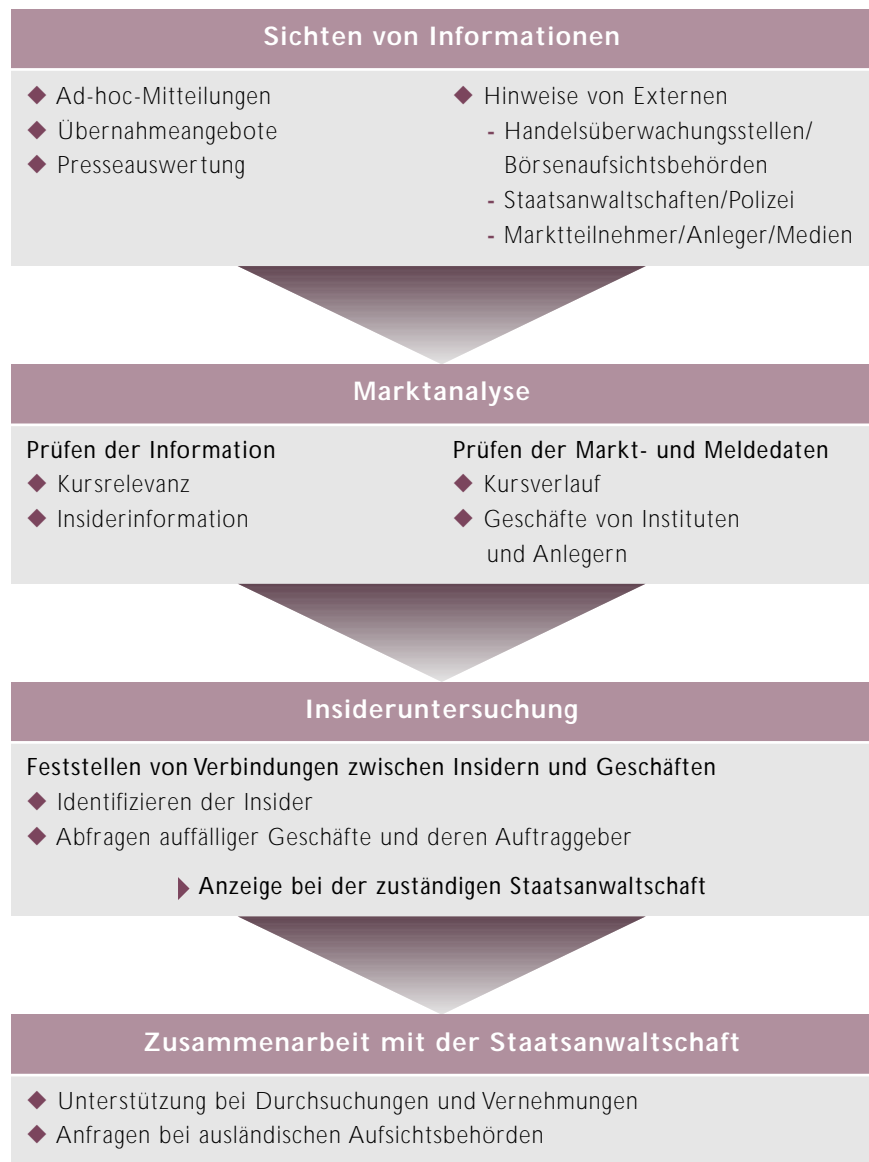 Sichten von Informationen
◆ Ad-hoc-Mitteilungen
◆ Übernahmeangebote
◆ Presseauswertung
◆ Hinweise von Externen
- Handelsüberwachungsstellen/
Börsenaufsichtsbehörden
- Staatsanwaltschaften/Polizei
- Marktteilnehmer/Anleger/Medien
Marktanalyse
Prüfen der Information
◆ Kursrelevanz
◆ Insiderinformation
Prüfen der Markt- und Meldedaten
◆ Kursverlauf
◆ Geschäfte von Instituten
und Anlegern
Insideruntersuchung
Feststellen von Verbindungen zwischen Insidern und Geschäften
◆ Identifizieren der Insider
◆ Abfragen auffälliger Geschäfte und deren Auftraggeber
Anzeige bei der zuständigen Staatsanwaltschaft
Zusammenarbeit mit der Staatsanwaltschaft
◆ Unterstützung bei Durchsuchungen und Vernehmungen
◆ Anfragen bei ausländischen Aufsichtsbehörden